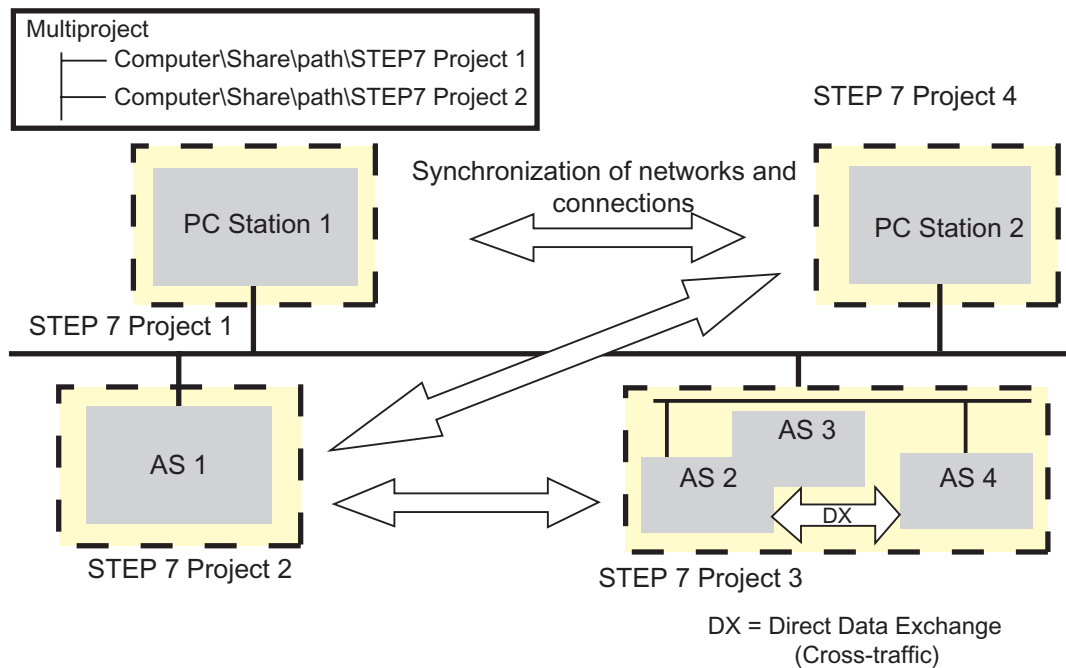 Multiproject
Computer\Share\path\STEP7 Project 1
Computer\Share\path\STEP7 Project 2
STEP 7 Project 4
Synchronization of networks and
connections
PC Station 1
PC Station 2
STEP 7 Project 1
AS 1
AS 3
AS 2
AS 4
DX
STEP 7 Project 2
STEP 7 Project 3
DX = Direct Data Exchange
(Cross-traffic)